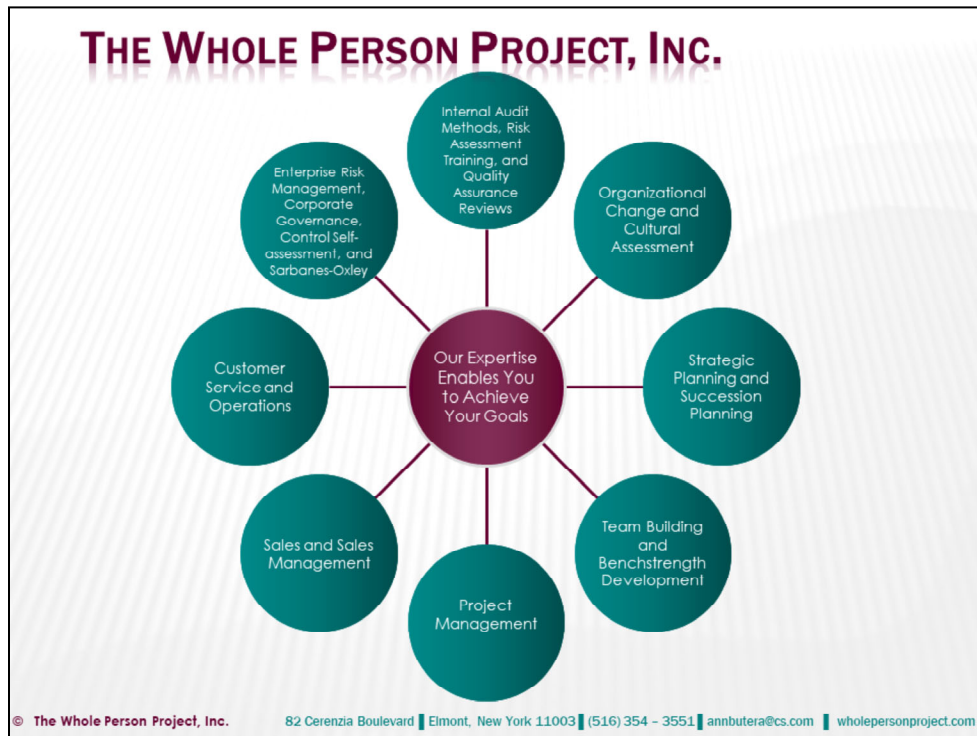 THE WHOLE PERSON PROJECT, INC.
Internal Audit
Methods, Risk
Assessment
Training, and
Quality
Assurance
Reviews
Organizational
Change and
Cultural
Assessment
Strategic
Planning and
Succession
Planning
Team Building
and
Benchstrength
Development
Project
Management
Sales and Sales
Management
Customer
Service and
Operations
Enterprise Risk
Management,
Corporate
Governance,
Control Self-
assessment, and
Sarbanes-Oxley
Our Expertise
Enables You
to Achieve
Your Goals
© The Whole Person Project, Inc. 82 Cerenzia Boulevard | Elmont, New York 11003 | (516) 354 – 3551 | annbutera@cs.com | wholepersonproject.com